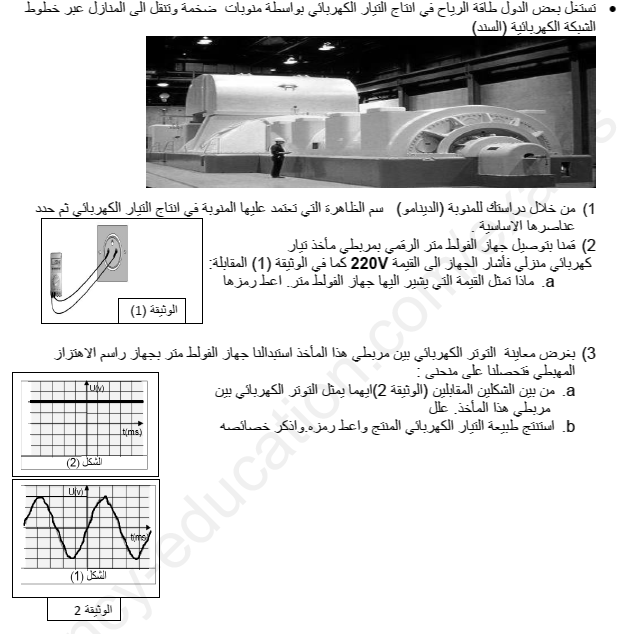 • تستغل بعض الدول طاقة الرياح في انتاج التيار الكهربائي بواسطة منوبات ضخمة وتنقل الى المنازل عبر خطوط
الشبكة الكهربائية (السند)
1) من خلال دراستك للمنوبة (الدينامو) سم الظاهرة التي تعتمد عليها المنوبة في انتاج التيار الكهربائي ثم حدد
عناصرها الاساسية .
2) قمنا بتوصيل جهاز الفولط متر الرقمي بمربطي مأخذ تيار
كهربائي منزلي فأشار الجهاز الى القيمة 220V كما في الوثيقة (1) المقابلة:
a. ماذا تمثل القيمة التي يشير اليها جهاز الفولط متر. اعط رمزها
الوثيقة (1)
3) بغرض معاينة التوتر الكهربائي بين مربطي هذا المأخذ استبدالنا جهاز الفولط متر بجهاز راسم الاهتزاز
المهبطي فتحصلنا على منحنى :
a. من بين الشكلين المقابلين (الوثيقة 2)ايهما يمثل التوتر الكهربائي بين
مربطي هذا المأخذ. علل
b. استنتج طبيعة التيار الكهربائي المنتج واعط رمزه.واذكر خصائصه
U(v)
t(ms)
الشكل (2)
U(v)
t(ms)
الشكل (1)
الوثيقة 2